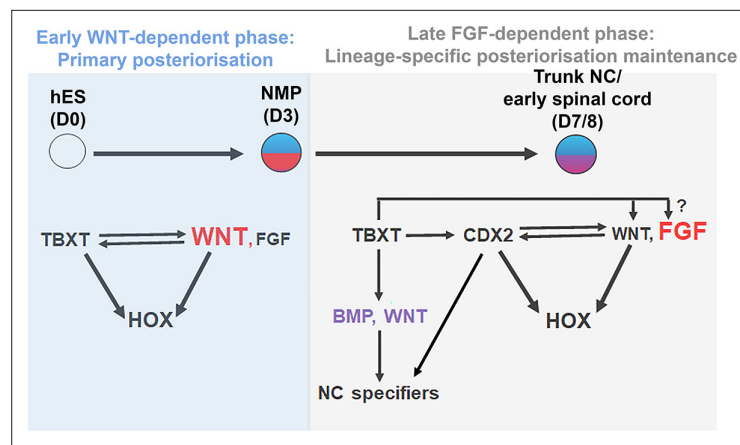 Early WNT-dependent phase:
Primary posteriorisation
hES
(D0)
NMP
(D3)
TBXT
WNT, FGF
HOX
Late FGF-dependent phase:
Lineage-specific posteriorisation maintenance
Trunk NC/
early spinal cord
(D7/8)
?
TBXT
CDX2
WNT, FGF
BMP, WNT
HOX
NC specifiers